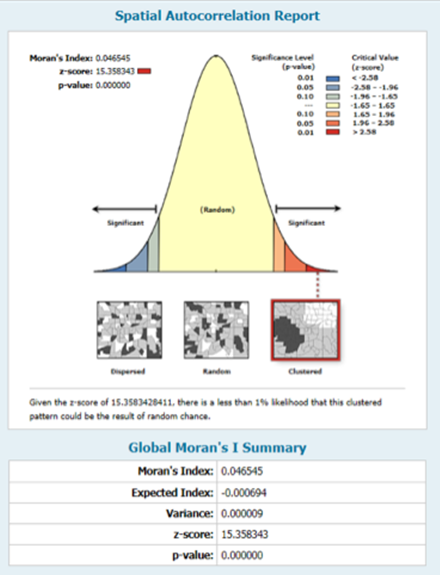 Spatial Autocorrelation Report
Moran's Index: 0.046545
z-score: 15.358343
p-value: 0.000000
Significance Level
(p-value)
Critical Value
(z-score)
0.01 < -2.58
0.05 -2.58 - -1.96
0.10 -1.96 - -1.65
--- -1.65 - 1.65
0.10 1.65 - 1.96
0.05 1.96 - 2.58
0.01 > 2.58
(Random)
Significant
Significant
Dispersed
Random
Clustered
Given the z-score of 15.3583428411, there is a less than 1% likelihood that this clustered
pattern could be the result of random chance.
Global Moran's I Summary
Moran's Index: 0.046545
Expected Index: -0.000694
Variance: 0.000009
z-score: 15.358343
p-value: 0.000000